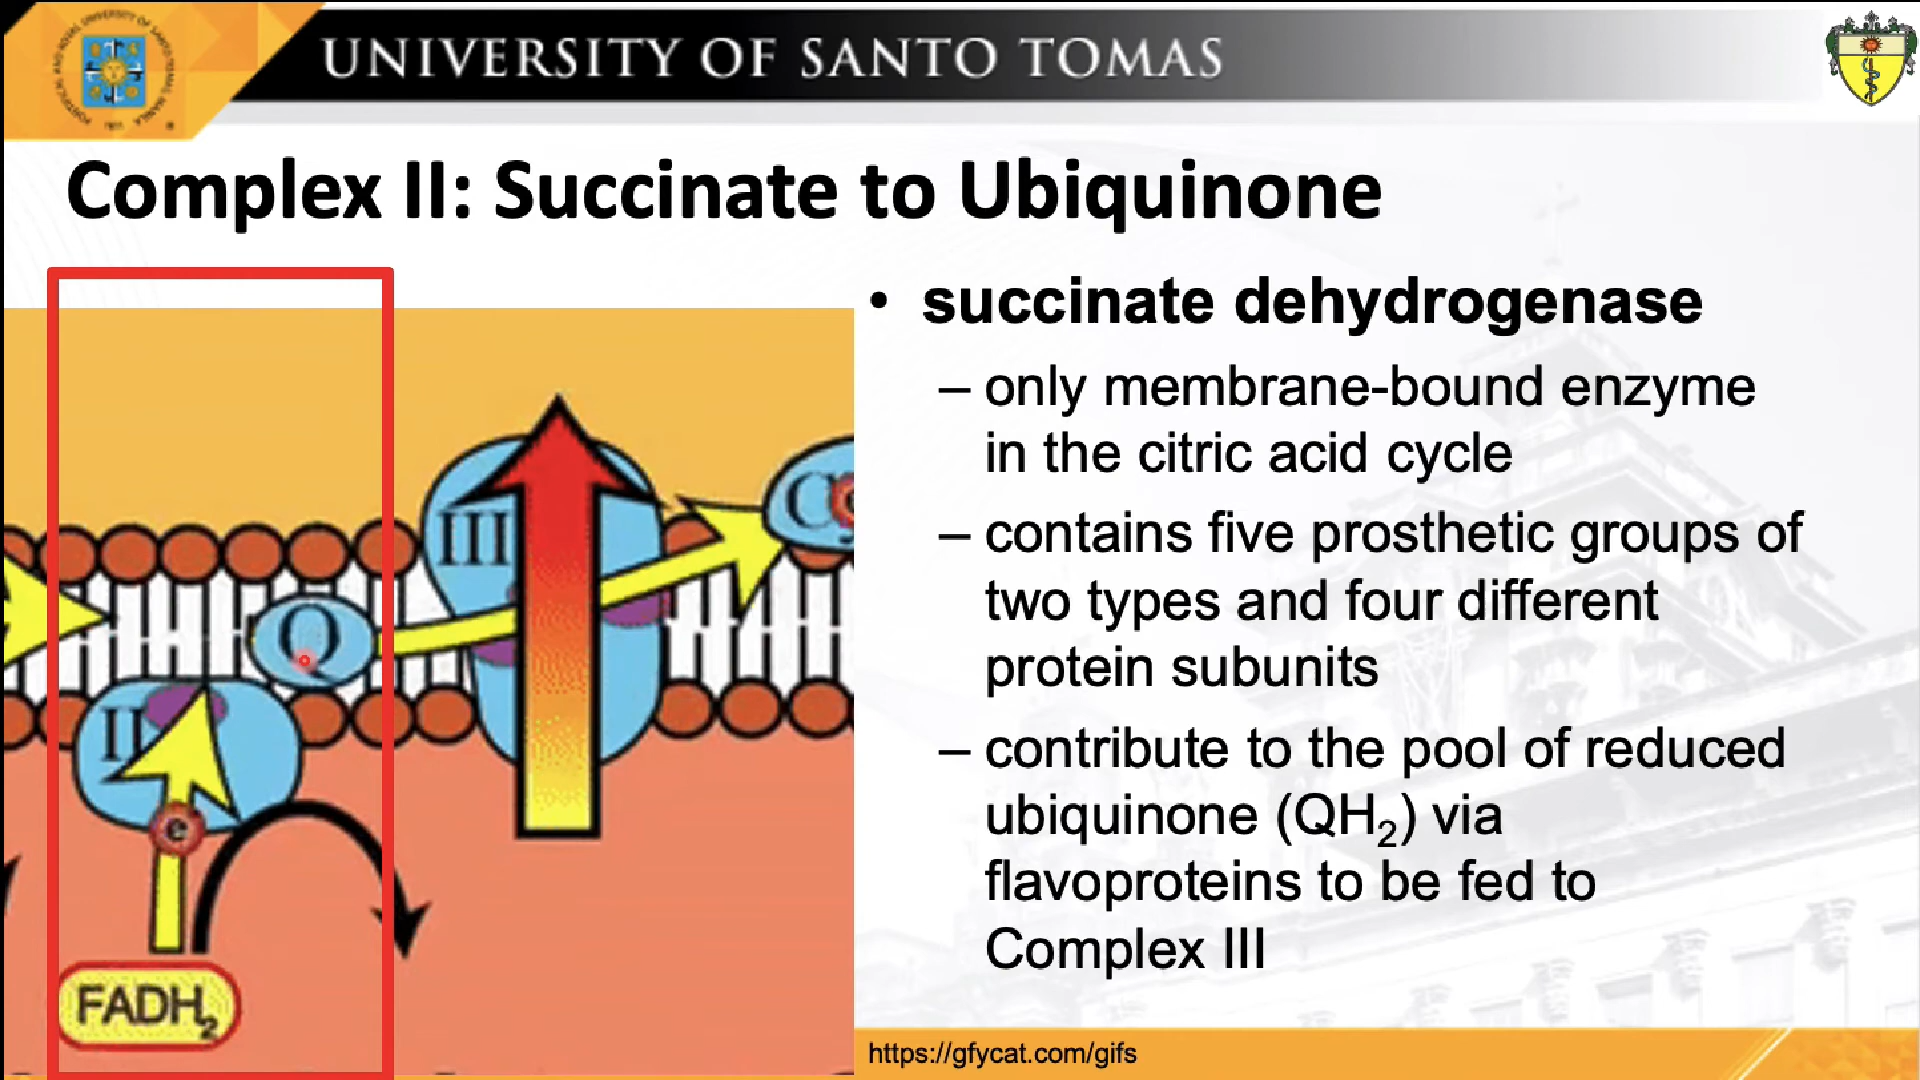 UNIVERSITY OF SANTO TOMAS
Complex II: Succinate to Ubiquinone
• succinate dehydrogenase
– only membrane-bound enzyme
in the citric acid cycle
– contains five prosthetic groups of
two types and four different
protein subunits
– contribute to the pool of reduced
ubiquinone (QH₂) via
flavoproteins to be fed to
Complex III
III
Q
II
e
FADH₂
https://gfycat.com/gifs